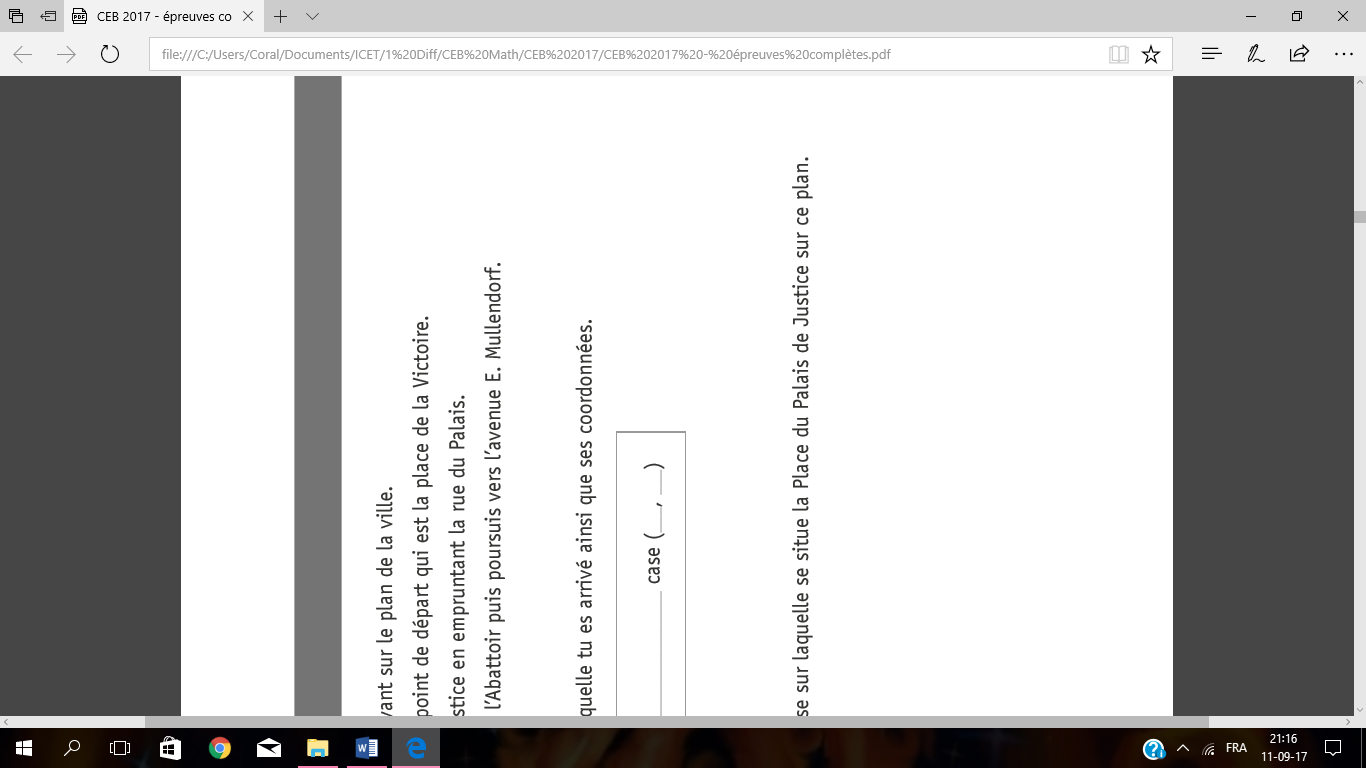 CEB 2017 - épreuves co
file:///C:/Users/Coral/Documents/ICET/1%20Diff/CEB%20Math/CEB%202017/CEB%202017%20-%20épreuves%20complètes.pdf
vant sur le plan de la ville.
point de départ qui est la place de la Victoire.
stice en empruntant la rue du Palais.
l'Abattoir puis poursuis vers l'avenue E. Mullendorf.
quelle tu es arrivé ainsi que ses coordonnées.
case (__, __)
se sur laquelle se situe la Place du Palais de Justice sur ce plan.
FRA
21:16
11-09-17